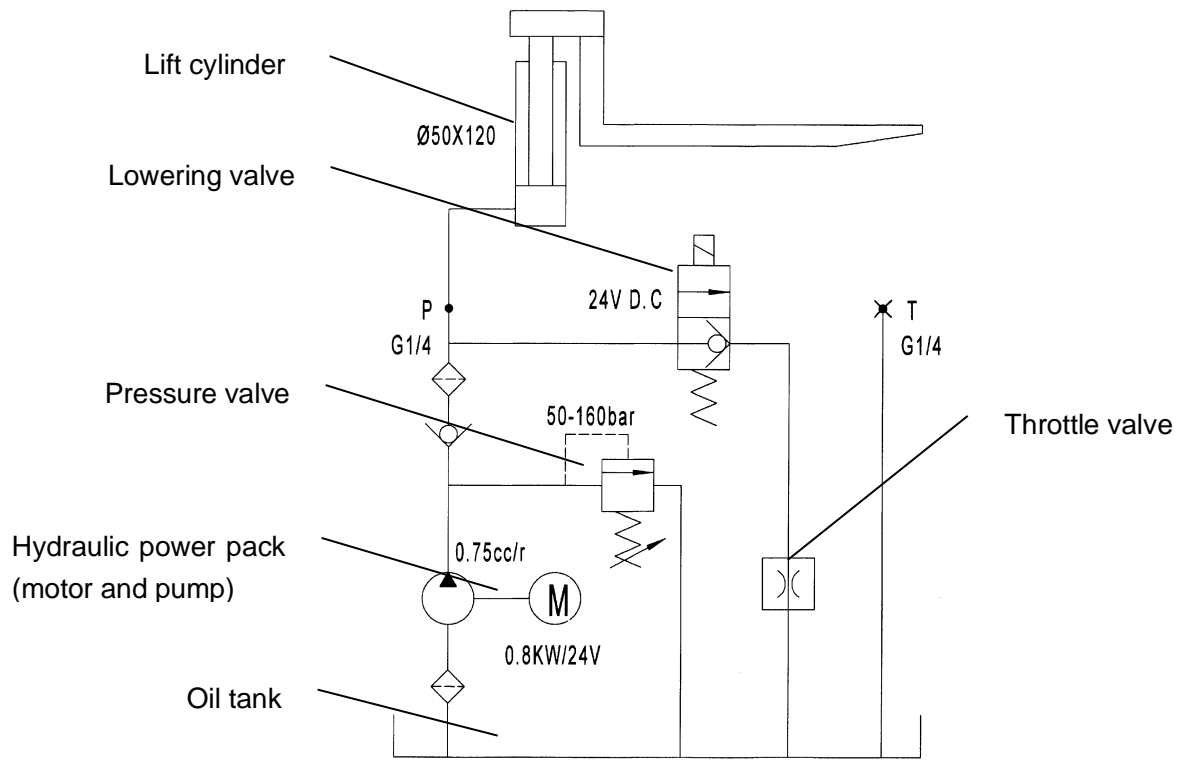 Lift cylinder
Ø50X120
Lowering valve
24V D.C
P
G1/4
T
G1/4
Pressure valve
50-160bar
Throttle valve
Hydraulic power pack
(motor and pump)
0.75cc/r
M
0.8KW/24V
Oil tank